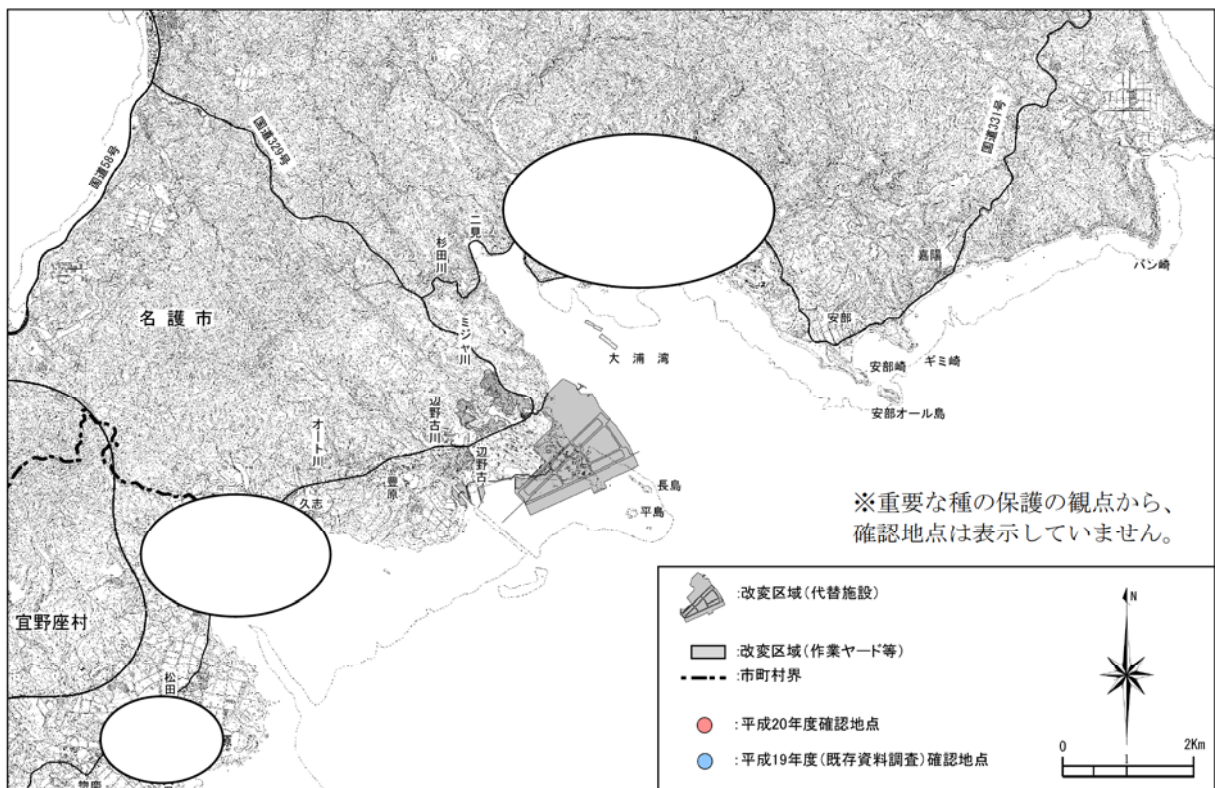 国道58号
国道329号
国道331号
二見
杉田川
嘉陽
バン崎
名護市
ミジャ川
安部
大浦湾
安部崎
ギミ崎
安部オール島
辺野古川
オート川
辺野古
豊原
久志
長島
平島
※重要な種の保護の観点から、
確認地点は表示していません。
宜野座村
松田
:改変区域(代替施設)
:改変区域(作業ヤード等)
:市町村界
:平成20年度確認地点
:平成19年度(既存資料調査)確認地点
N
0 1 2Km